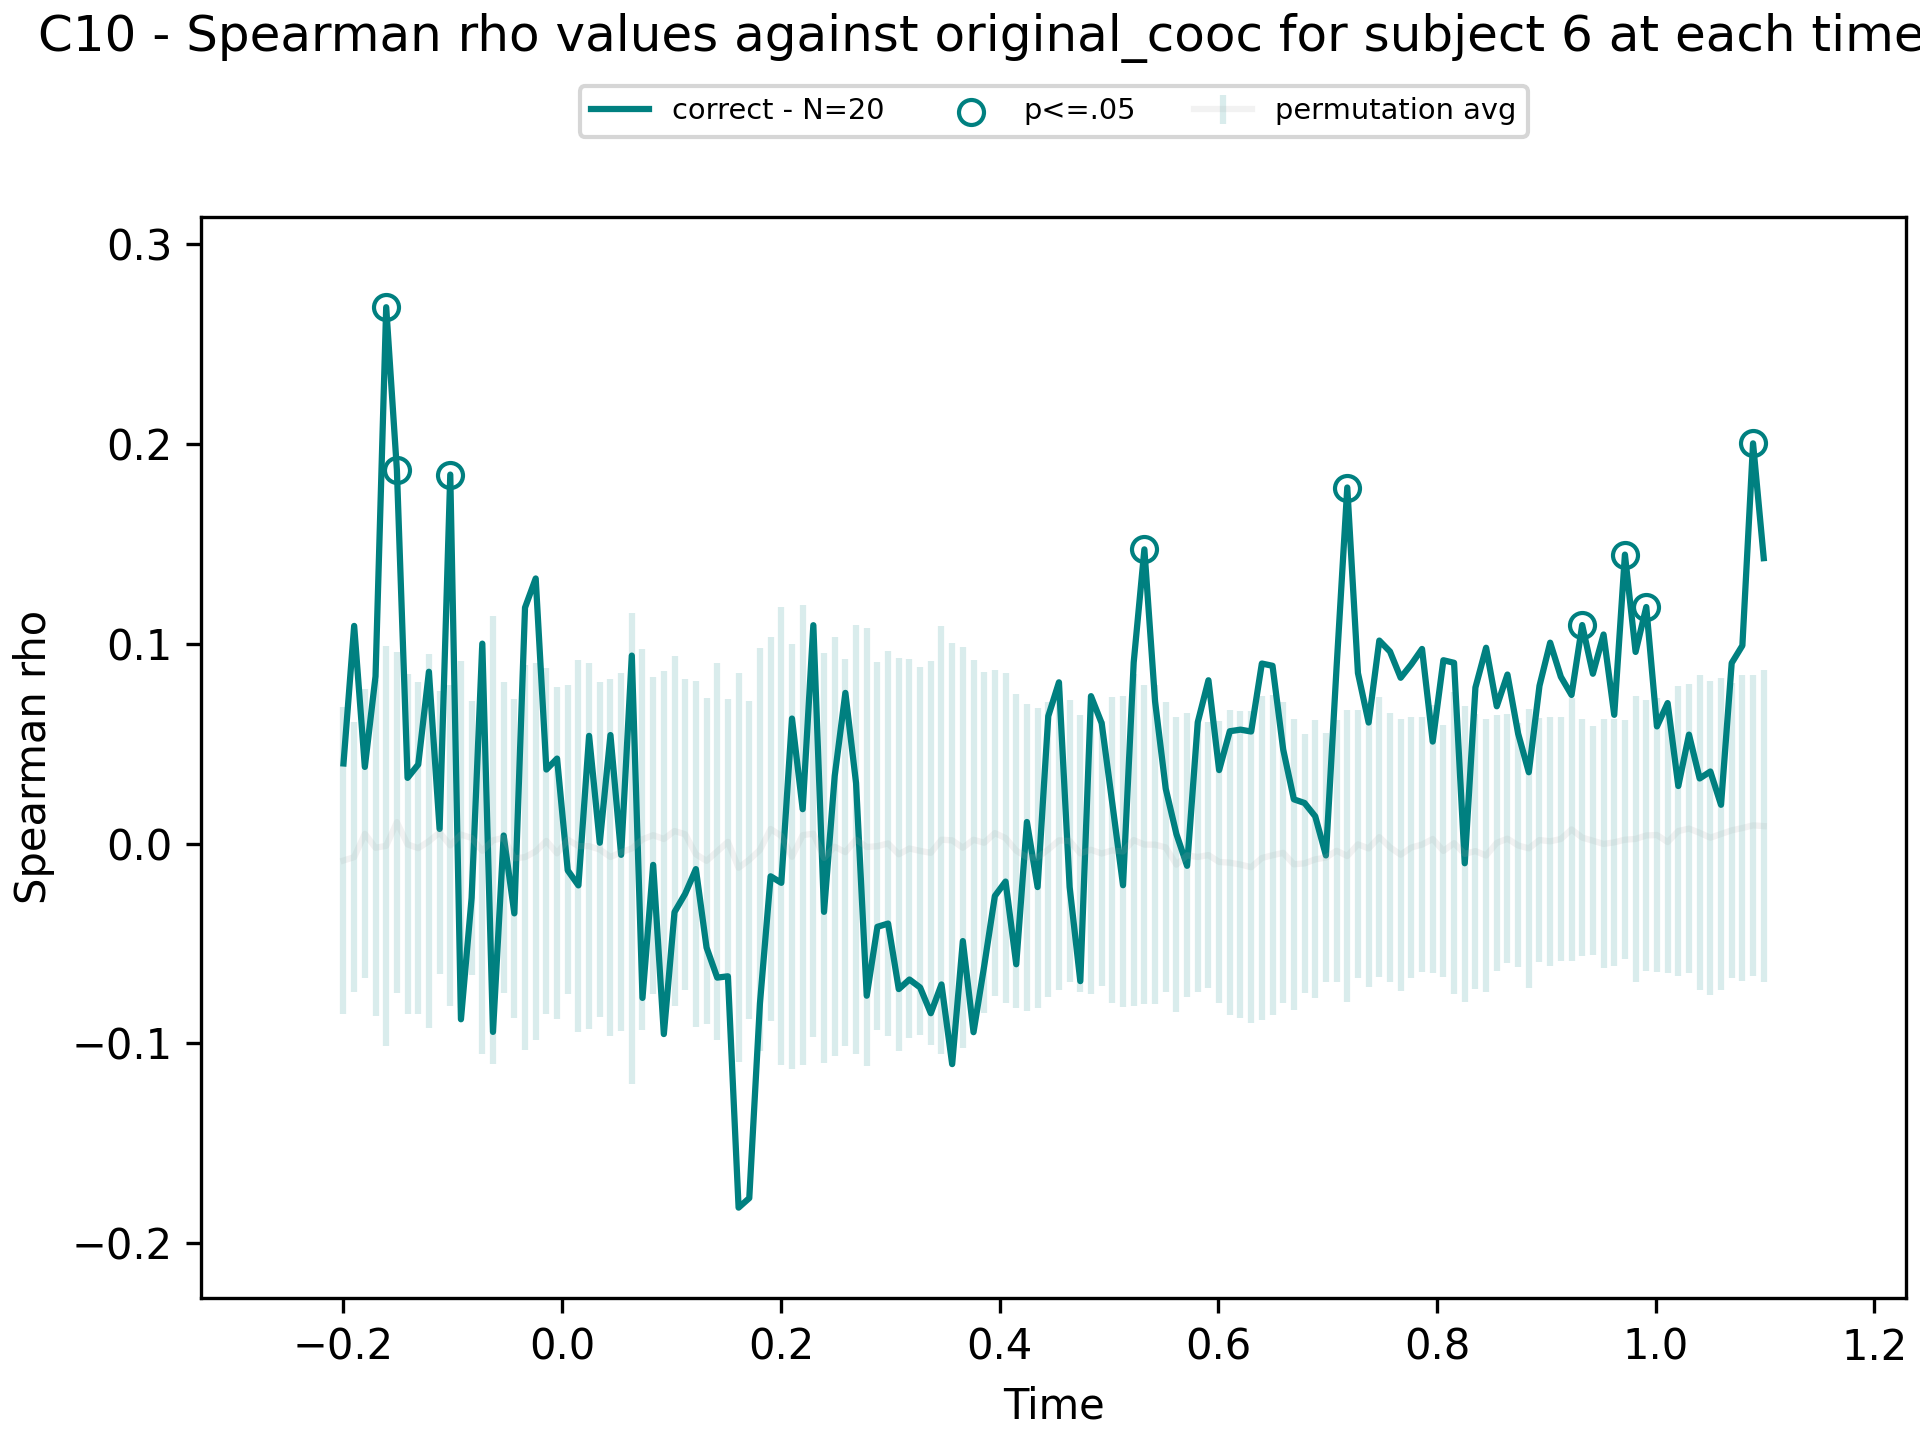 C10 - Spearman rho values against original_cooc for subject 6 at each time
correct - N=20 p<=.05 permutation avg
0.3
0.2
0.1
0.0
−0.1
−0.2
Spearman rho
−0.2 0.0 0.2 0.4 0.6 0.8 1.0 1.2
Time